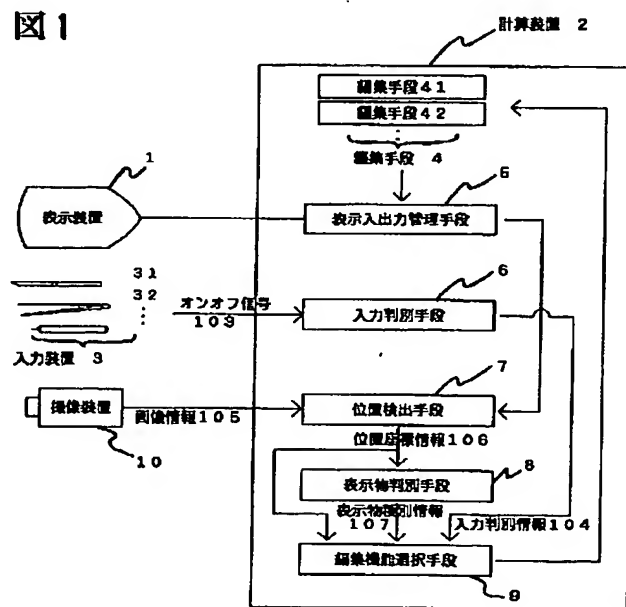 図1
計算装置 2
編集手段41
編集手段42
編集手段 4
1
5
表示装置
表示入出力管理手段
31
32
オンオフ信号
103
6
入力判別手段
入力装置 3
7
撮像装置
画像情報105
位置検出手段
10
位置座標情報106
8
表示物判別手段
表示物識別情報
107
入力判別情報104
編集機能選択手段
9